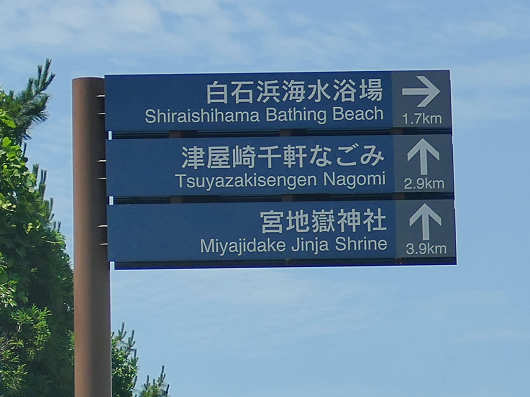 白石浜海水浴場 →
Shiraishihama Bathing Beach 1.7km
津屋崎千軒なごみ ↑
Tsuyazakisengen Nagomi 2.9km
宮地嶽神社 ↑
Miyajidake Jinja Shrine 3.9km